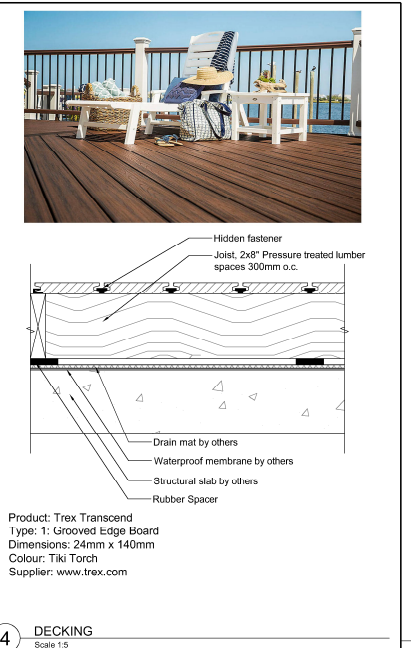 Hidden fastener
Joist, 2x8" Pressure treated lumber
spaces 300mm o.c.
Drain mat by others
Waterproof membrane by others
Structural slab by others
Rubber Spacer
Product: Trex Transcend
Type: 1: Grooved Edge Board
Dimensions: 24mm x 140mm
Colour: Tiki Torch
Supplier: www.trex.com
4
DECKING
Scale 1:5